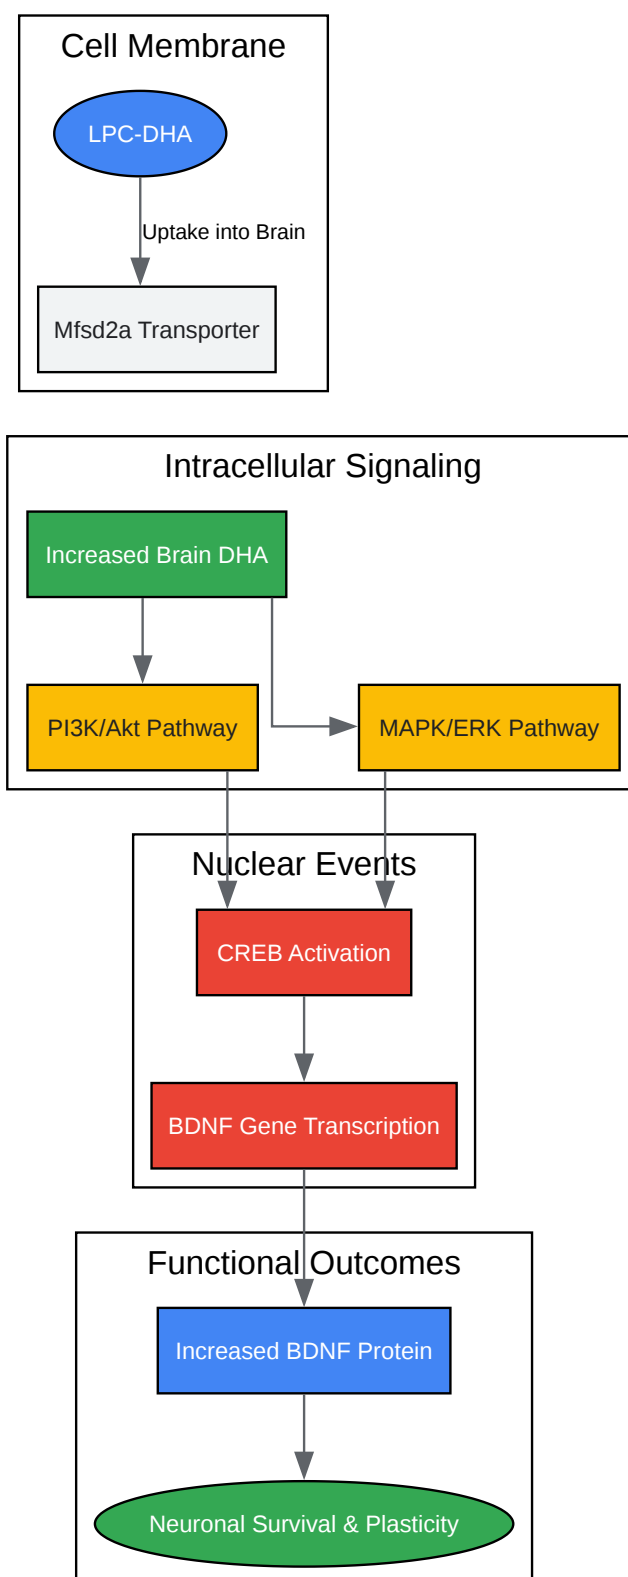 Cell Membrane
LPC-DHA
Uptake into Brain
Mfsd2a Transporter
Intracellular Signaling
Increased Brain DHA
PI3K/Akt Pathway
MAPK/ERK Pathway
Nuclear Events
CREB Activation
BDNF Gene Transcription
Functional Outcomes
Increased BDNF Protein
Neuronal Survival & Plasticity